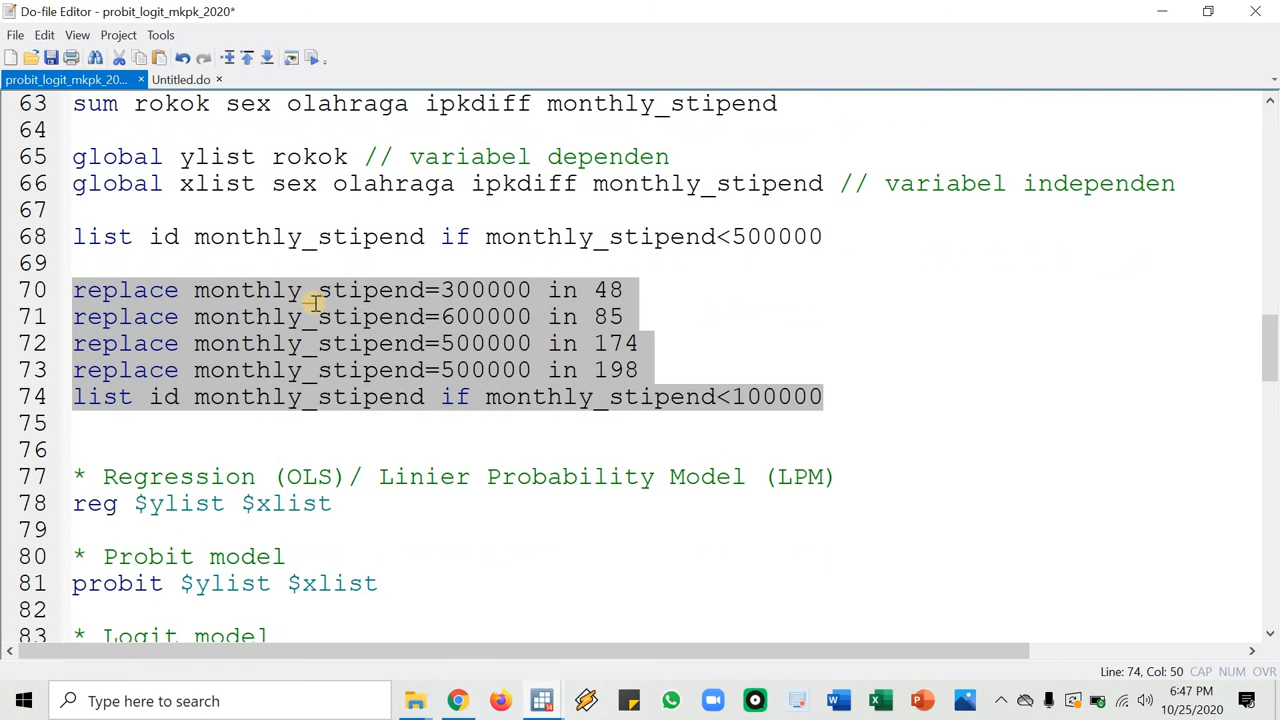 Do-file Editor - probit_logit_mkpk_2020*
File Edit View Project Tools
probit_logit_mkpk_20... × Untitled.do ×
63 sum rokok sex olahraga ipkdiff monthly_stipend
64
65 global ylist rokok // variabel dependen
66 global xlist sex olahraga ipkdiff monthly_stipend // variabel independen
67
68 list id monthly_stipend if monthly_stipend<500000
69
70 replace monthly_stipend=300000 in 48
71 replace monthly_stipend=600000 in 85
72 replace monthly_stipend=500000 in 174
73 replace monthly_stipend=500000 in 198
74 list id monthly_stipend if monthly_stipend<100000
75
76
77 * Regression (OLS)/ Linier Probability Model (LPM)
78 reg $ylist $xlist
79
80 * Probit model
81 probit $ylist $xlist
82
83 * Logit model
Line: 74, Col: 50 CAP NUM OVR
Type here to search
6:47 PM
10/25/2020